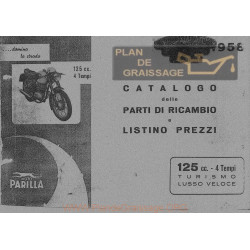 ...domina
la strada
125 cc.
4 Tempi
PLAN
DE
GRAISSAGE
1956
CATALOGO
delle
PARTI DI RICAMBIO
e
LISTINO PREZZI
PARILLA
125 cc. - 4 Tempi
TURISMO
LUSSO VELOCE